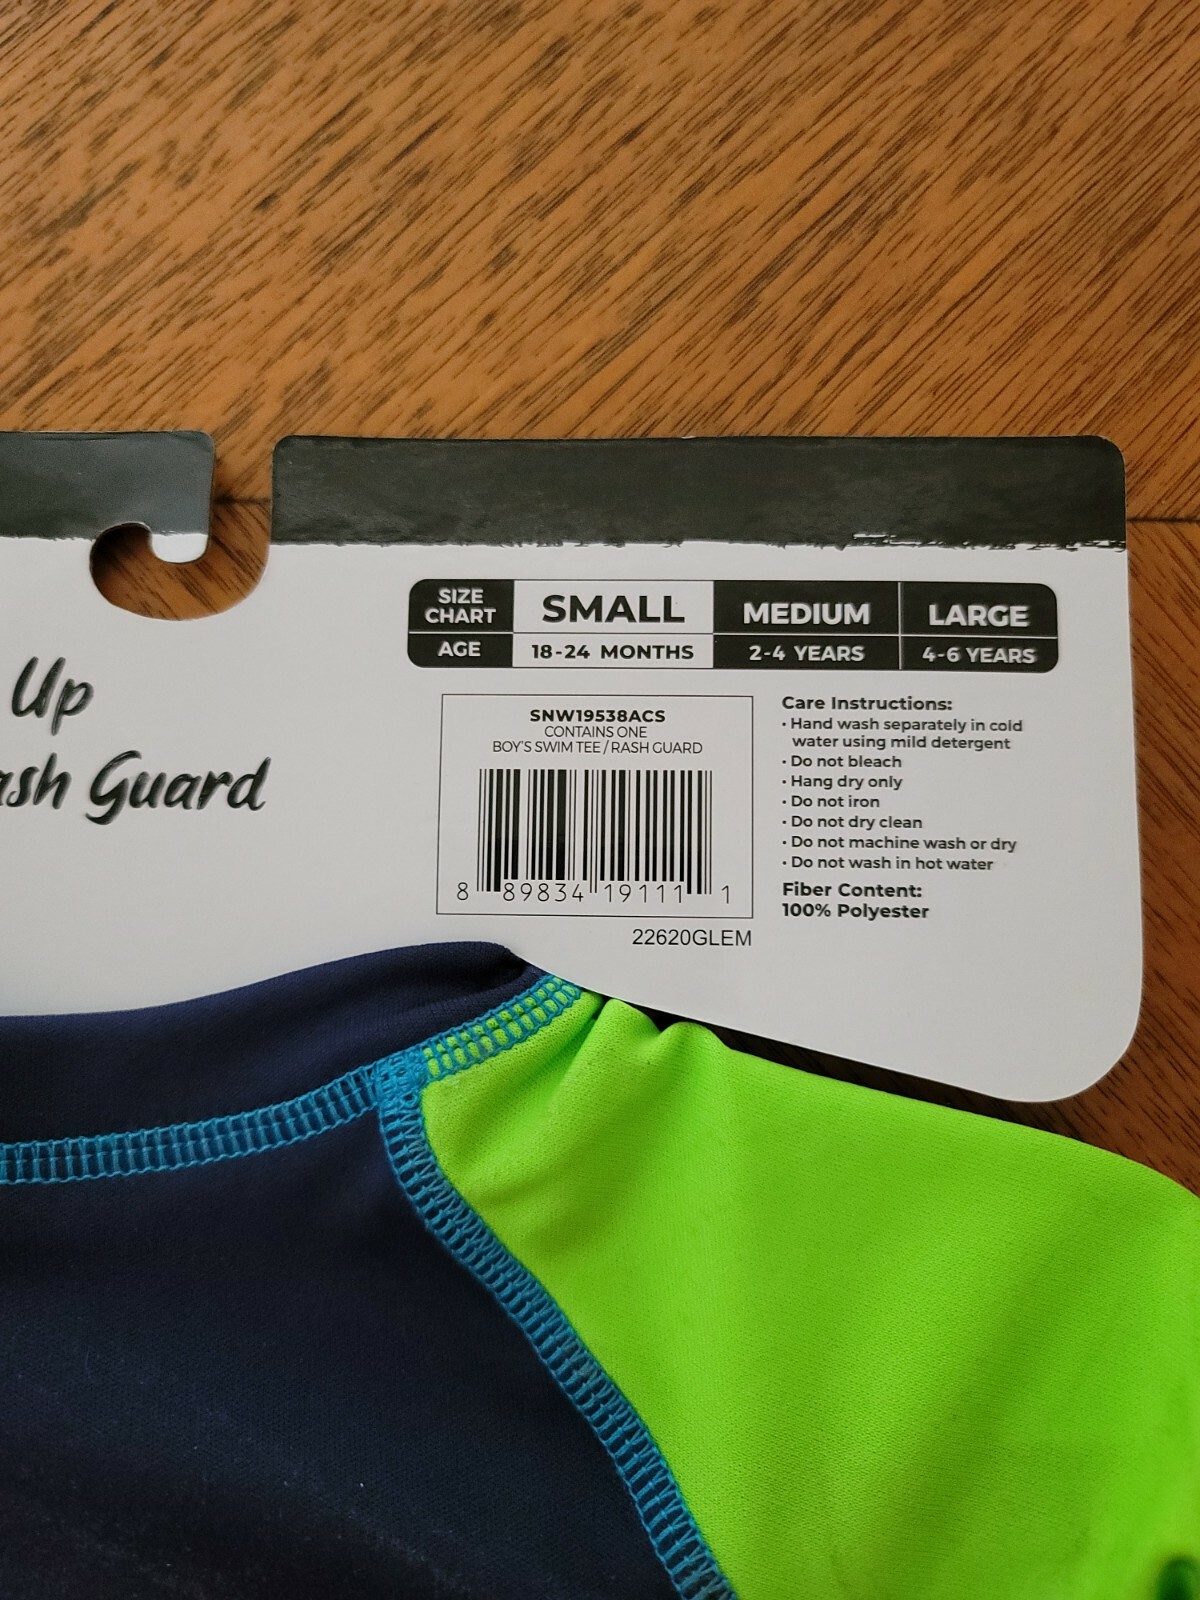 Up
Guard
SIZE CHART SMALL MEDIUM LARGE
AGE 18-24 MONTHS 2-4 YEARS 4-6 YEARS
SNW19538ACS
CONTAINS ONE
BOY'S SWIM TEE/RASH GUARD
8 89834 19111 1
22620GLEM
Care Instructions:
• Hand wash separately in cold
water using mild detergent
• Do not bleach
• Hang dry only
• Do not iron
• Do not dry clean
• Do not machine wash or dry
• Do not wash in hot water
Fiber Content:
100% Polyester